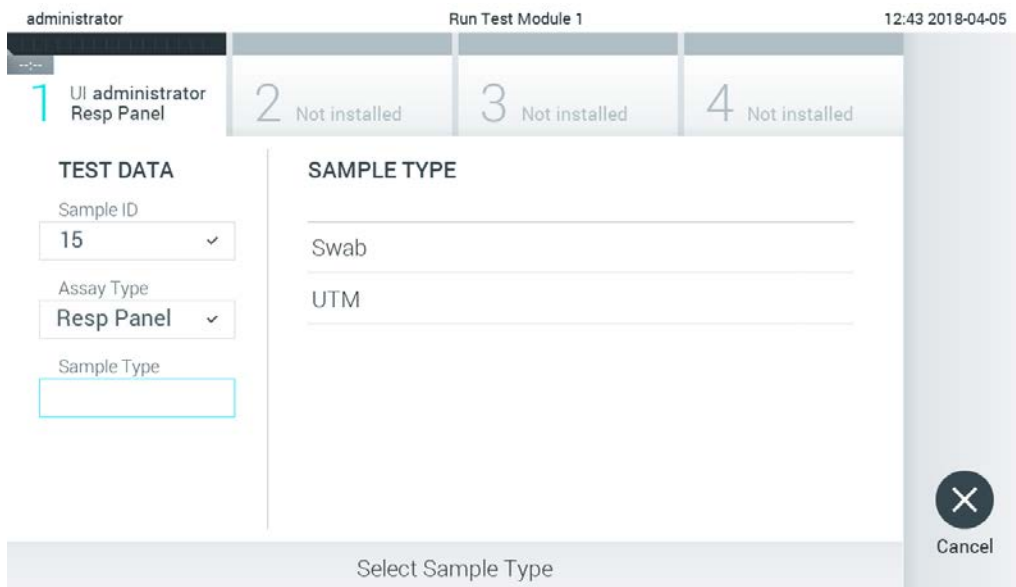 administrator
Run Test Module 1
12:43 2018-04-05
--:--
1
UI administrator
Resp Panel
2 Not installed
3 Not installed
4 Not installed
TEST DATA
Sample ID
15
Assay Type
Resp Panel
Sample Type
SAMPLE TYPE
Swab
UTM
Cancel
Select Sample Type